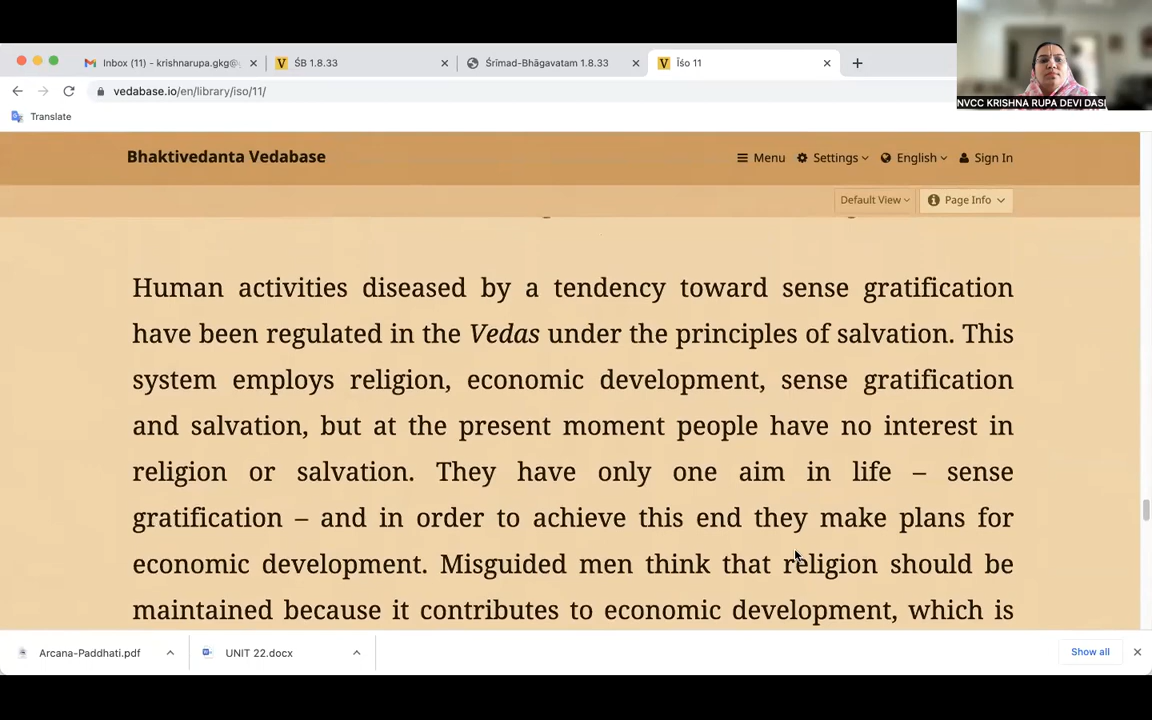 Inbox (11) - krishnarupa.gkg@
ŚB 1.8.33
Śrīmad-Bhāgavatam 1.8.33
Īśo 11
vedabase.io/en/library/iso/11/
NVCC KRISHNA RUPA DEVI DASI
Translate
Bhaktivedanta Vedabase
Menu Settings English Sign In
Default View Page Info
Human activities diseased by a tendency toward sense gratification
have been regulated in the Vedas under the principles of salvation. This
system employs religion, economic development, sense gratification
and salvation, but at the present moment people have no interest in
religion or salvation. They have only one aim in life – sense
gratification – and in order to achieve this end they make plans for
economic development. Misguided men think that religion should be
maintained because it contributes to economic development, which is
Arcana-Paddhati.pdf
UNIT 22.docx
Show all